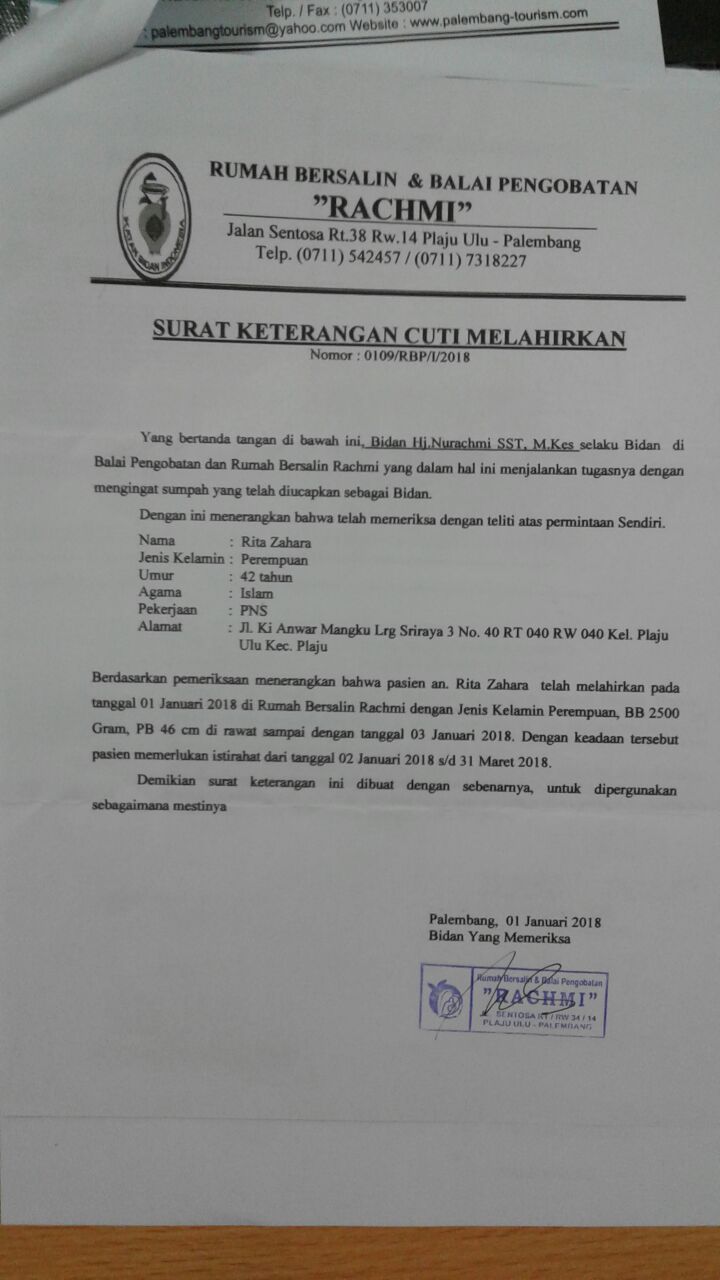 Telp. / Fax : (0711) 353007
: palembangtourism@yahoo.com Website : www.palembang-tourism.com
RUMAH BERSALIN & BALAI PENGOBATAN
"RACHMI"
Jalan Sentosa Rt.38 Rw.14 Plaju Ulu - Palembang
Telp. (0711) 542457 / (0711) 7318227
BIDAN INDONESIA
SURAT KETERANGAN CUTI MELAHIRKAN
Nomor : 0109/RBP/I/2018
Yang bertanda tangan di bawah ini, Bidan Hj.Nurachmi SST, M.Kes selaku Bidan di
Balai Pengobatan dan Rumah Bersalin Rachmi yang dalam hal ini menjalankan tugasnya dengan
mengingat sumpah yang telah diucapkan sebagai Bidan.
Dengan ini menerangkan bahwa telah memeriksa dengan teliti atas permintaan Sendiri.
Nama : Rita Zahara
Jenis Kelamin : Perempuan
Umur : 42 tahun
Agama : Islam
Pekerjaan : PNS
Alamat : Jl. Ki Anwar Mangku Lrg Sriraya 3 No. 40 RT 040 RW 040 Kel. Plaju
Ulu Kec. Plaju
Berdasarkan pemeriksaan menerangkan bahwa pasien an. Rita Zahara telah melahirkan pada
tanggal 01 Januari 2018 di Rumah Bersalin Rachmi dengan Jenis Kelamin Perempuan, BB 2500
Gram, PB 46 cm di rawat sampai dengan tanggal 03 Januari 2018. Dengan keadaan tersebut
pasien memerlukan istirahat dari tanggal 02 Januari 2018 s/d 31 Maret 2018.
Demikian surat keterangan ini dibuat dengan sebenarnya, untuk dipergunakan
sebagaimana mestinya
Palembang, 01 Januari 2018
Bidan Yang Memeriksa
Rumah Bersalin & Balai Pengobatan
"RACHMI"
SENTOSA RT / RW 34 / 14
PLAJU ULU - PALEMBANG